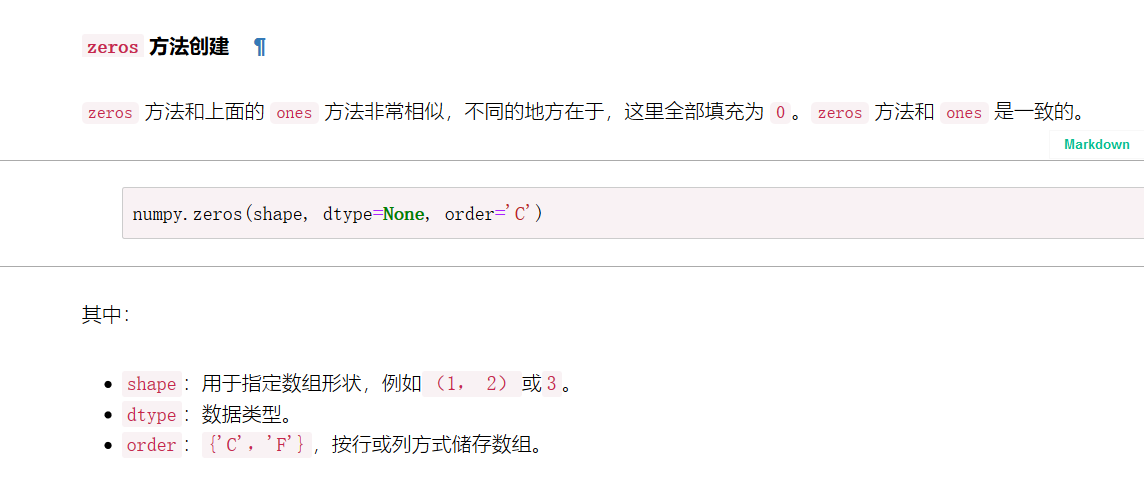 zeros 方法创建 ¶
zeros 方法和上面的 ones 方法非常相似，不同的地方在于，这里全部填充为 0 。 zeros 方法和 ones 是一致的。
Markdown
numpy.zeros(shape, dtype=None, order='C')
其中：
• shape ：用于指定数组形状，例如（1， 2）或 3 。
• dtype ：数据类型。
• order ：{'C'，'F'}，按行或列方式储存数组。